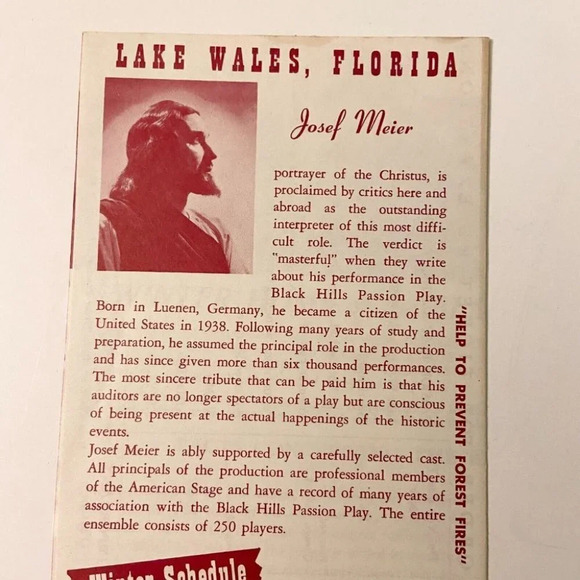 LAKE WALES, FLORIDA
Josef Meier
portrayer of the Christus, is
proclaimed by critics here and
abroad as the outstanding
interpreter of this most diffi-
cult role. The verdict is
"masterful" when they write
about his performance in the
Black Hills Passion Play.
Born in Luenen, Germany, he became a citizen of the
United States in 1938. Following many years of study and
preparation, he assumed the principal role in the production
and has since given more than six thousand performances.
The most sincere tribute that can be paid him is that his
auditors are no longer spectators of a play but are conscious
of being present at the actual happenings of the historic
events.
Josef Meier is ably supported by a carefully selected cast.
All principals of the production are professional members
of the American Stage and have a record of many years of
association with the Black Hills Passion Play. The entire
ensemble consists of 250 players.
"HELP TO PREVENT FOREST FIRES"
Winter Schedule